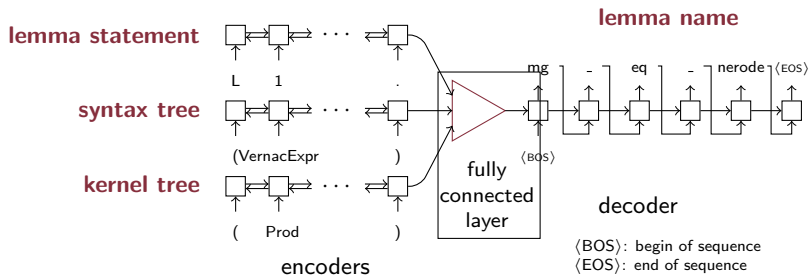 lemma name
lemma statement
L 1 .
mg _ eq _ nerode ⟨EOS⟩
syntax tree
(VernacExpr )
⟨BOS⟩
kernel tree
( Prod )
fully
connected
layer
encoders
decoder
⟨BOS⟩: begin of sequence
⟨EOS⟩: end of sequence